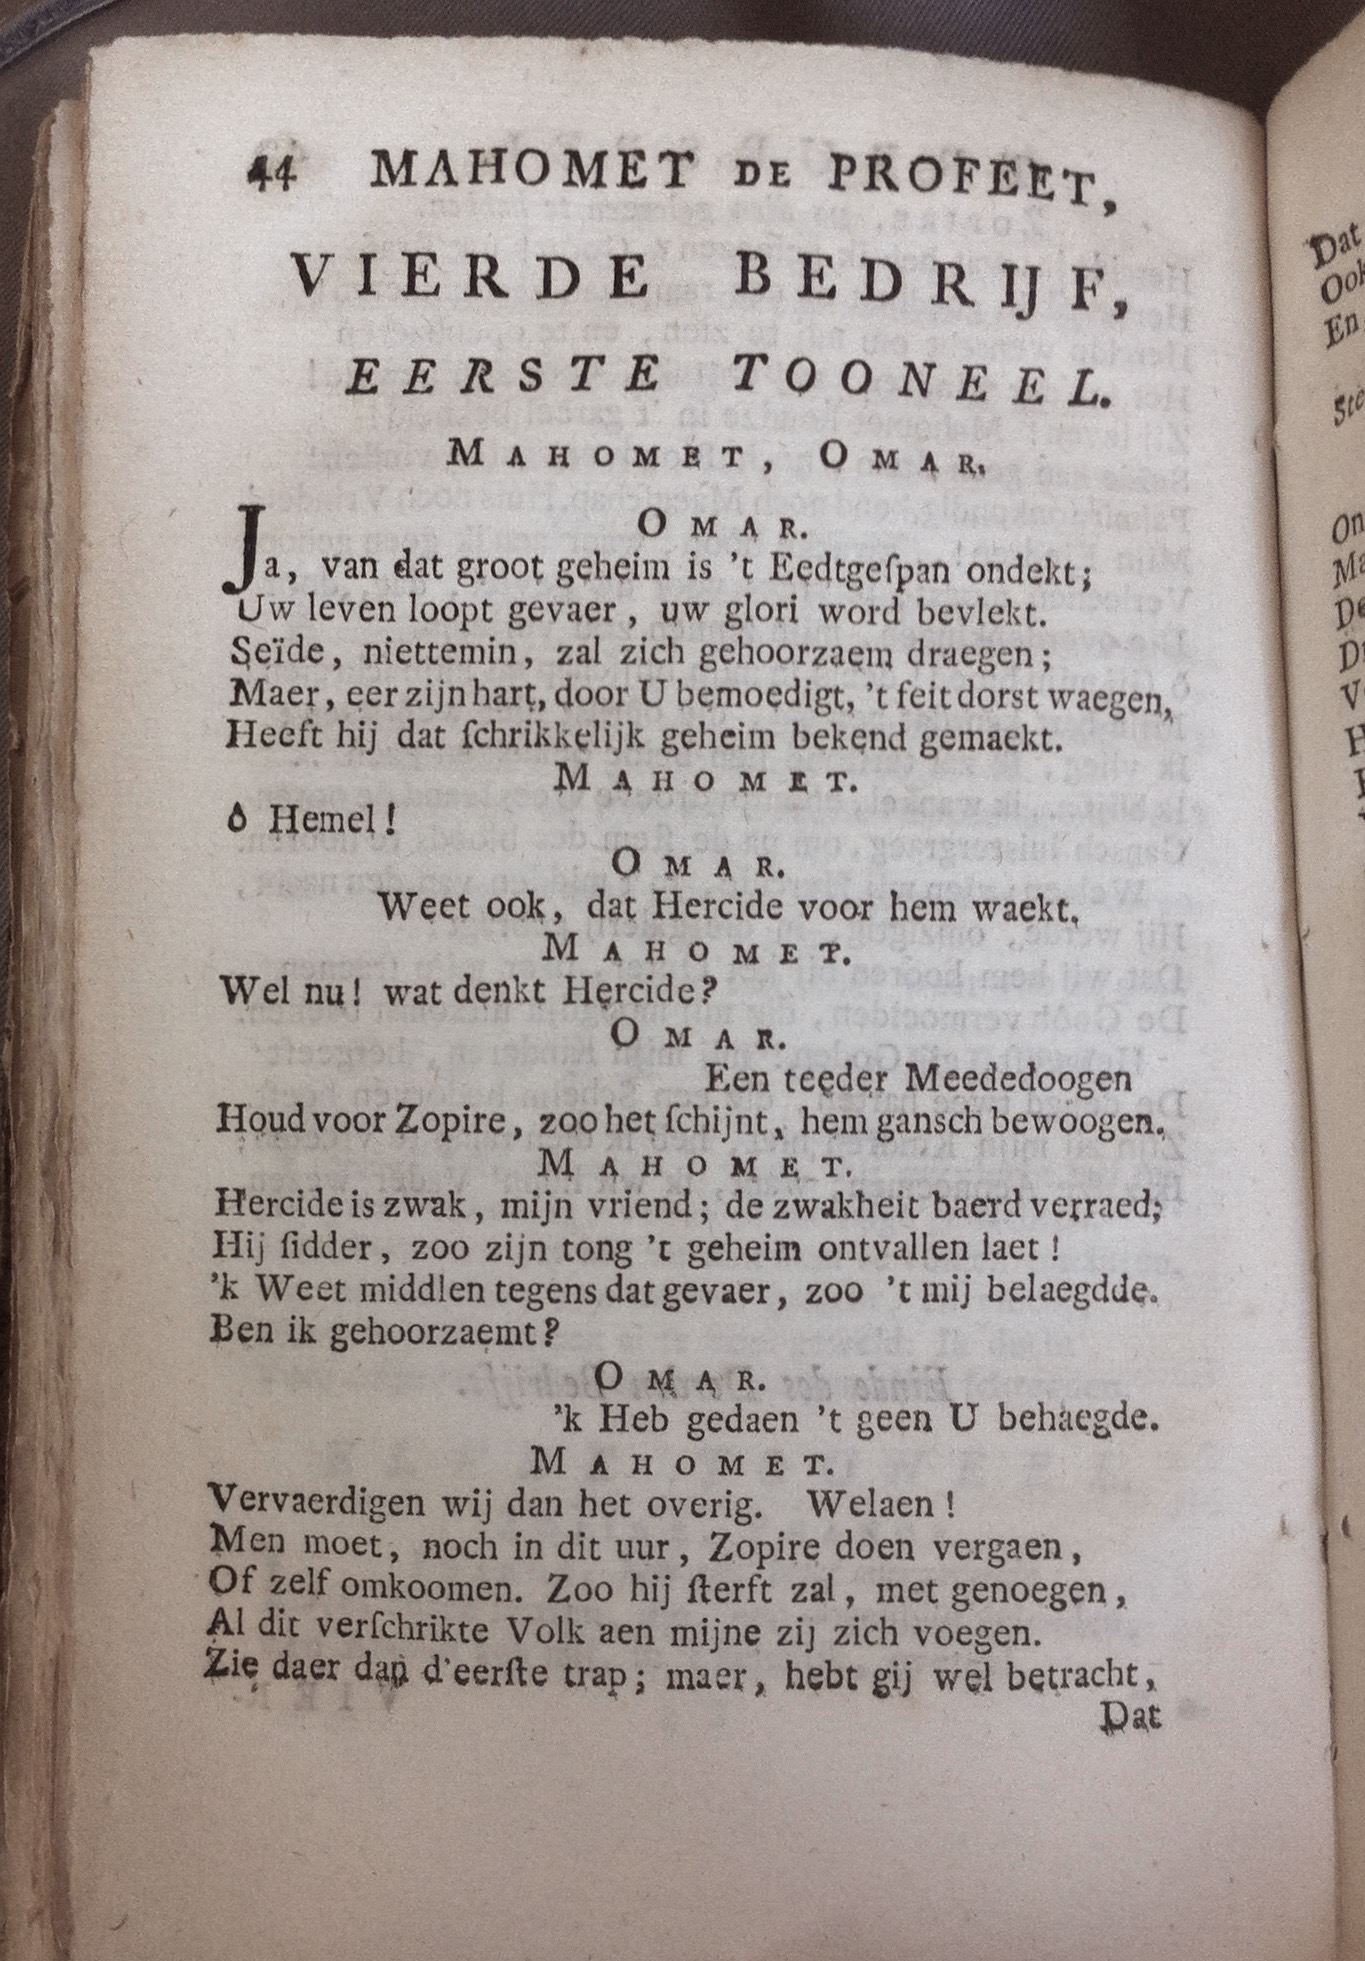 44 MAHOMET DE PROFEET,
VIERDE BEDRIJF,
EERSTE TOONEEL.
MAHOMET, OMAR.
OMAR.
Ja, van dat groot geheim is 't Eedtgeſpan ondekt;
Uw leven loopt gevaer, uw glori word bevlekt.
Seïde, niettemin, zal zich gehoorzaem draegen;
Maer, eer zijn hart, door U bemoedigt, 't feit dorst waegen,
Heeft hij dat ſchrikkelijk geheim bekend gemaekt.
MAHOMET.
ô Hemel!
OMAR.
Weet ook, dat Hercide voor hem waekt.
MAHOMET.
Wel nu! wat denkt Hercide?
OMAR.
Een teeder Meededoogen
Houd voor Zopire, zoo het ſchijnt, hem gansch bewoogen.
MAHOMET.
Hercide is zwak, mijn vriend; de zwakheit baerd verraed;
Hij ſidder, zoo zijn tong 't geheim ontvallen laet!
'k Weet middlen tegens dat gevaer, zoo 't mij belaegdde.
Ben ik gehoorzaemt?
OMAR.
'k Heb gedaen 't geen U behaegde.
MAHOMET.
Vervaerdigen wij dan het overig. Welaen!
Men moet, noch in dit uur, Zopire doen vergaen,
Of zelf omkoomen. Zoo hij ſterft zal, met genoegen,
Al dit verſchrikte Volk aen mijne zij zich voegen.
Zie daer dan d'eerſte trap; maer, hebt gij wel betracht,
Dat
Dat
Ook
En